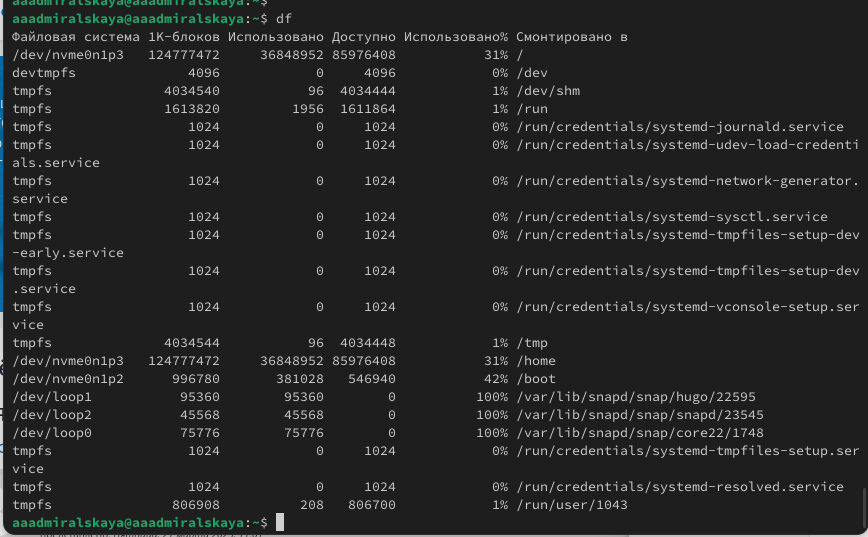 aaadmiralskaya@aaadmiralskaya:~$
aaadmiralskaya@aaadmiralskaya:~$ df
Файловая система 1K-блоков Использовано Доступно Использовано% Смонтировано в
/dev/nvme0n1p3 124777472 36848952 85976408 31% /
devtmpfs 4096 0 4096 0% /dev
tmpfs 4034540 96 4034444 1% /dev/shm
tmpfs 1613820 1956 1611864 1% /run
tmpfs 1024 0 1024 0% /run/credentials/systemd-journald.service
tmpfs 1024 0 1024 0% /run/credentials/systemd-udev-load-credenti
als.service
tmpfs 1024 0 1024 0% /run/credentials/systemd-network-generator.
service
tmpfs 1024 0 1024 0% /run/credentials/systemd-sysctl.service
tmpfs 1024 0 1024 0% /run/credentials/systemd-tmpfiles-setup-dev
-early.service
tmpfs 1024 0 1024 0% /run/credentials/systemd-tmpfiles-setup-dev
.service
tmpfs 1024 0 1024 0% /run/credentials/systemd-vconsole-setup.ser
vice
tmpfs 4034544 96 4034448 1% /tmp
/dev/nvme0n1p3 124777472 36848952 85976408 31% /home
/dev/nvme0n1p2 996780 381028 546940 42% /boot
/dev/loop1 95360 95360 0 100% /var/lib/snapd/snap/hugo/22595
/dev/loop2 45568 45568 0 100% /var/lib/snapd/snap/snapd/23545
/dev/loop0 75776 75776 0 100% /var/lib/snapd/snap/core22/1748
tmpfs 1024 0 1024 0% /run/credentials/systemd-tmpfiles-setup.ser
vice
tmpfs 1024 0 1024 0% /run/credentials/systemd-resolved.service
tmpfs 806908 208 806700 1% /run/user/1043
aaadmiralskaya@aaadmiralskaya:~$